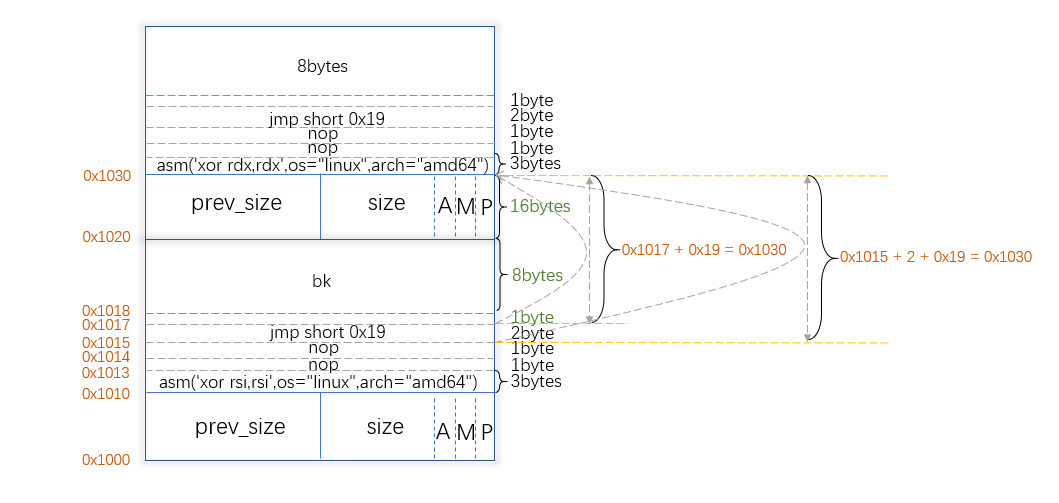 8bytes
1byte
jmp short 0x19
2byte
nop
1byte
nop
1byte
asm('xor rdx,rdx',os="linux",arch="amd64")
3bytes
0x1030
prev_size
size
A
M
P
16bytes
0x1020
0x1017 + 0x19 = 0x1030
0x1015 + 2 + 0x19 = 0x1030
bk
8bytes
0x1018
1byte
0x1017
jmp short 0x19
2byte
0x1015
nop
1byte
0x1014
nop
1byte
0x1013
asm('xor rsi,rsi',os="linux",arch="amd64")
3bytes
0x1010
prev_size
size
A
M
P
0x1000